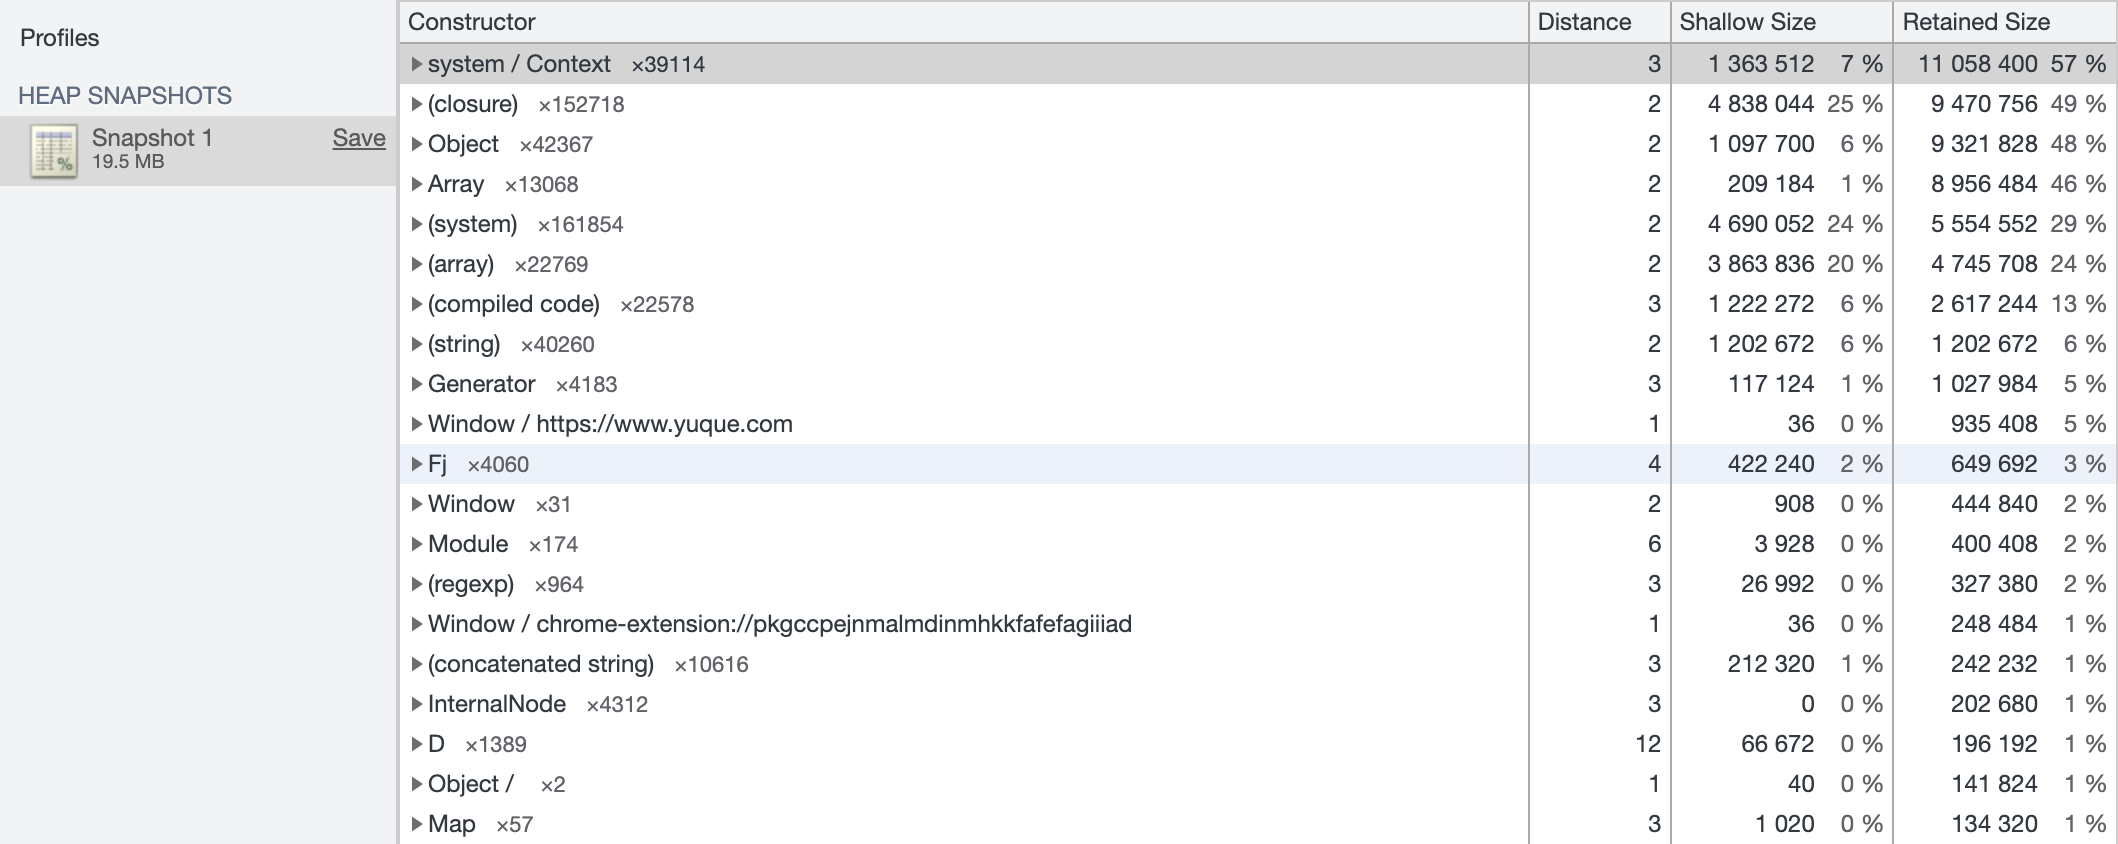 Profiles
HEAP SNAPSHOTS
Snapshot 1 Save
19.5 MB
%
Constructor Distance Shallow Size Retained Size
system / Context ×39114 3 1 363 512 7 % 11 058 400 57 %
(closure) ×152718 2 4 838 044 25 % 9 470 756 49 %
Object ×42367 2 1 097 700 6 % 9 321 828 48 %
Array ×13068 2 209 184 1 % 8 956 484 46 %
(system) ×161854 2 4 690 052 24 % 5 554 552 29 %
(array) ×22769 2 3 863 836 20 % 4 745 708 24 %
(compiled code) ×22578 3 1 222 272 6 % 2 617 244 13 %
(string) ×40260 2 1 202 672 6 % 1 202 672 6 %
Generator ×4183 3 117 124 1 % 1 027 984 5 %
Window / https://www.yuque.com 1 36 0 % 935 408 5 %
Fj ×4060 4 422 240 2 % 649 692 3 %
Window ×31 2 908 0 % 444 840 2 %
Module ×174 6 3 928 0 % 400 408 2 %
(regexp) ×964 3 26 992 0 % 327 380 2 %
Window / chrome-extension://pkgccpejnmalmdinmhkkfafefagiiiad 1 36 0 % 248 484 1 %
(concatenated string) ×10616 3 212 320 1 % 242 232 1 %
InternalNode ×4312 3 0 0 % 202 680 1 %
D ×1389 12 66 672 0 % 196 192 1 %
Object / ×2 1 40 0 % 141 824 1 %
Map ×57 3 1 020 0 % 134 320 1 %